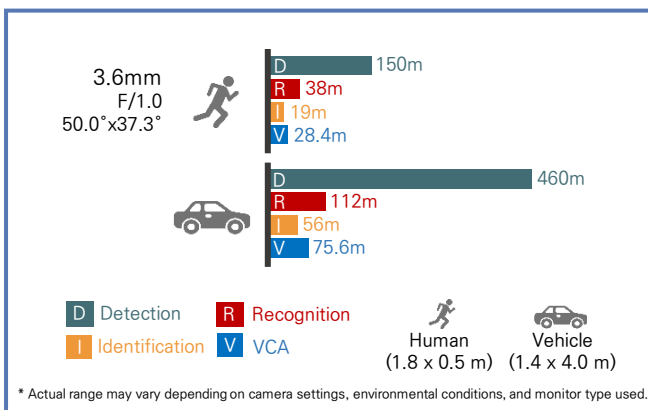 3.6mm
F/1.0
50.0˚x37.3˚
D 150m
R 38m
I 19m
V 28.4m
D 460m
R 112m
I 56m
V 75.6m
D Detection R Recognition
I Identification V VCA
Human
(1.8 x 0.5 m)
Vehicle
(1.4 x 4.0 m)
* Actual range may vary depending on camera settings, environmental conditions, and monitor type used.